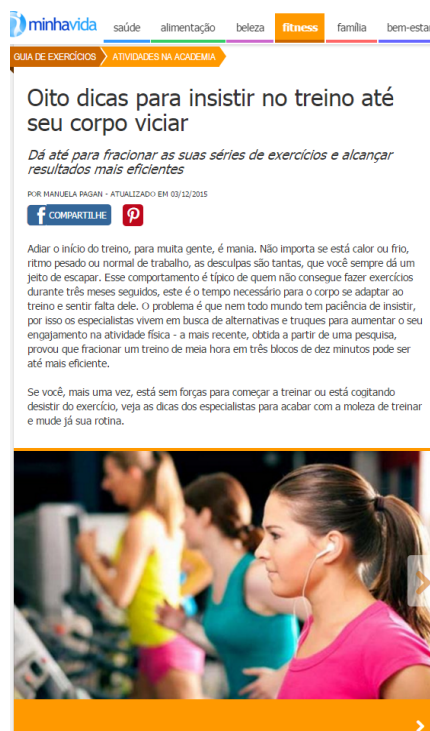 minhavida
saúde alimentação beleza fitness família bem-estar
GUIA DE EXERCÍCIOS ATIVIDADES NA ACADEMIA
Oito dicas para insistir no treino até
seu corpo viciar
Dá até para fracionar as suas séries de exercícios e alcançar
resultados mais eficientes
POR MANUELA PAGAN - ATUALIZADO EM 03/12/2015
f COMPARTILHE
Adiar o início do treino, para muita gente, é mania. Não importa se está calor ou frio,
ritmo pesado ou normal de trabalho, as desculpas são tantas, que você sempre dá um
jeito de escapar. Esse comportamento é típico de quem não consegue fazer exercícios
durante três meses seguidos, este é o tempo necessário para o corpo se adaptar ao
treino e sentir falta dele. O problema é que nem todo mundo tem paciência de insistir,
por isso os especialistas vivem em busca de alternativas e truques para aumentar o seu
engajamento na atividade física - a mais recente, obtida a partir de uma pesquisa,
provou que fracionar um treino de meia hora em três blocos de dez minutos pode ser
até mais eficiente.
Se você, mais uma vez, está sem forças para começar a treinar ou está cogitando
desistir do exercício, veja as dicas dos especialistas para acabar com a moleza de treinar
e mude já sua rotina.